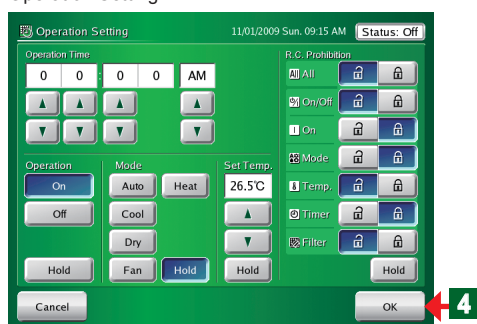 Operation Setting
11/01/2009 Sun. 09:15 AM
Status: Off
Operation Time
0 0 : 0 0 AM
Operation
On
Off
Hold
Mode
Auto Heat
Cool
Dry
Fan Hold
Set Temp.
26.5℃
Hold
R.C. Prohibition
All All
On/Off
On
Mode
Temp.
Timer
Filter
Hold
Cancel
OK
4